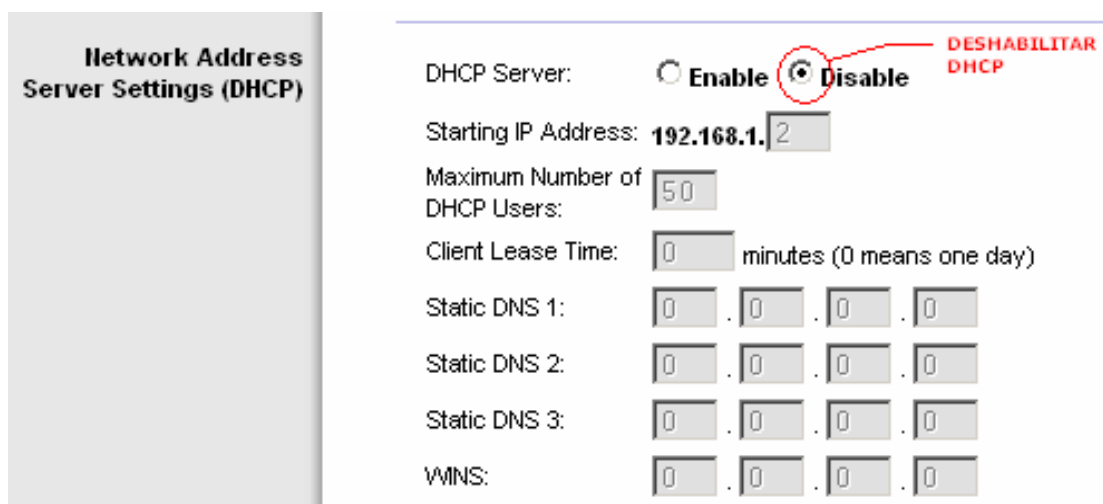 Network Address
Server Settings (DHCP)
DHCP Server: Enable Disable
DESHABILITAR
DHCP
Starting IP Address: 192.168.1. 2
Maximum Number of
DHCP Users: 50
Client Lease Time: 0 minutes (0 means one day)
Static DNS 1: 0 . 0 . 0 . 0
Static DNS 2: 0 . 0 . 0 . 0
Static DNS 3: 0 . 0 . 0 . 0
WINS: 0 . 0 . 0 . 0